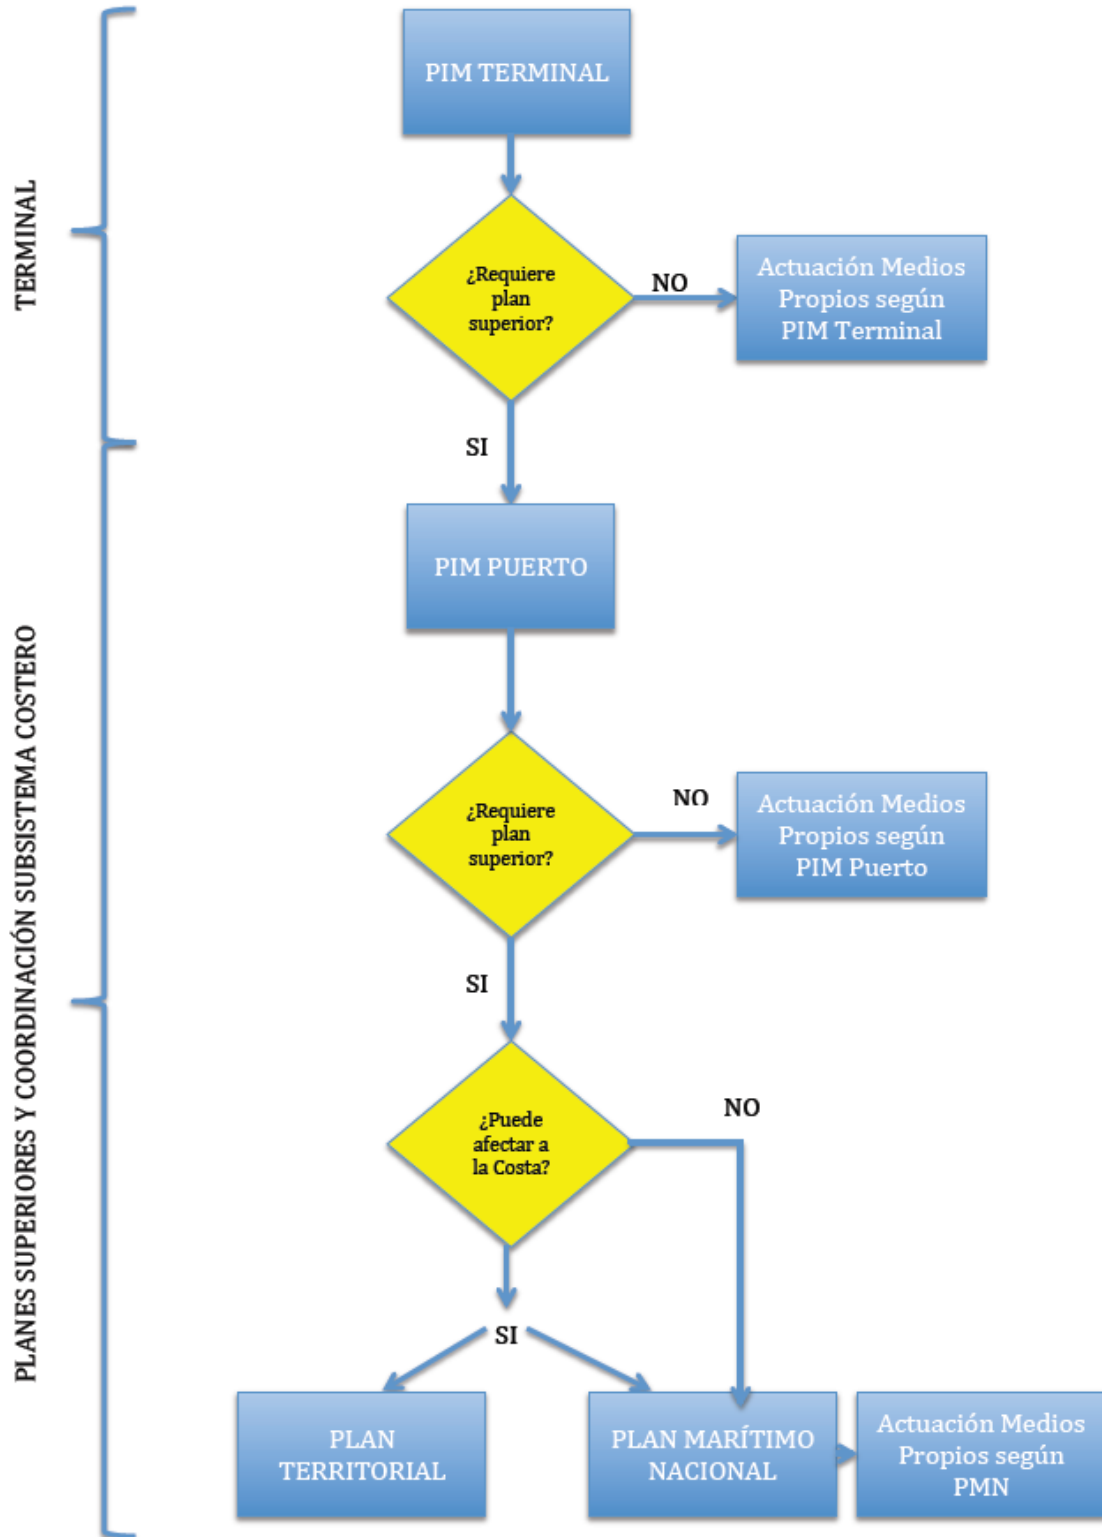 PIM TERMINAL
TERMINAL
¿Requiere
plan
superior?
NO
Actuación Medios
Propios según
PIM Terminal
SI
PIM PUERTO
PLANES SUPERIORES Y COORDINACIÓN SUBSISTEMA COSTERO
¿Requiere
plan
superior?
NO
Actuación Medios
Propios según
PIM Puerto
SI
¿Puede
afectar a
la Costa?
NO
SI
PLAN
TERRITORIAL
PLAN MARÍTIMO
NACIONAL
Actuación Medios
Propios según
PMN